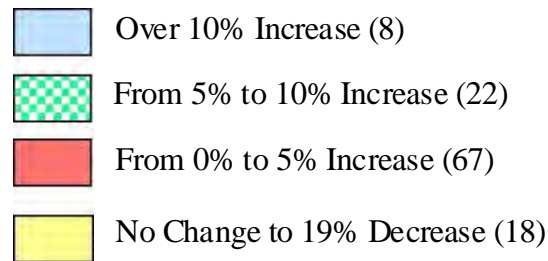 Over 10% Increase (8)
From 5% to 10% Increase (22)
From 0% to 5% Increase (67)
No Change to 19% Decrease (18)